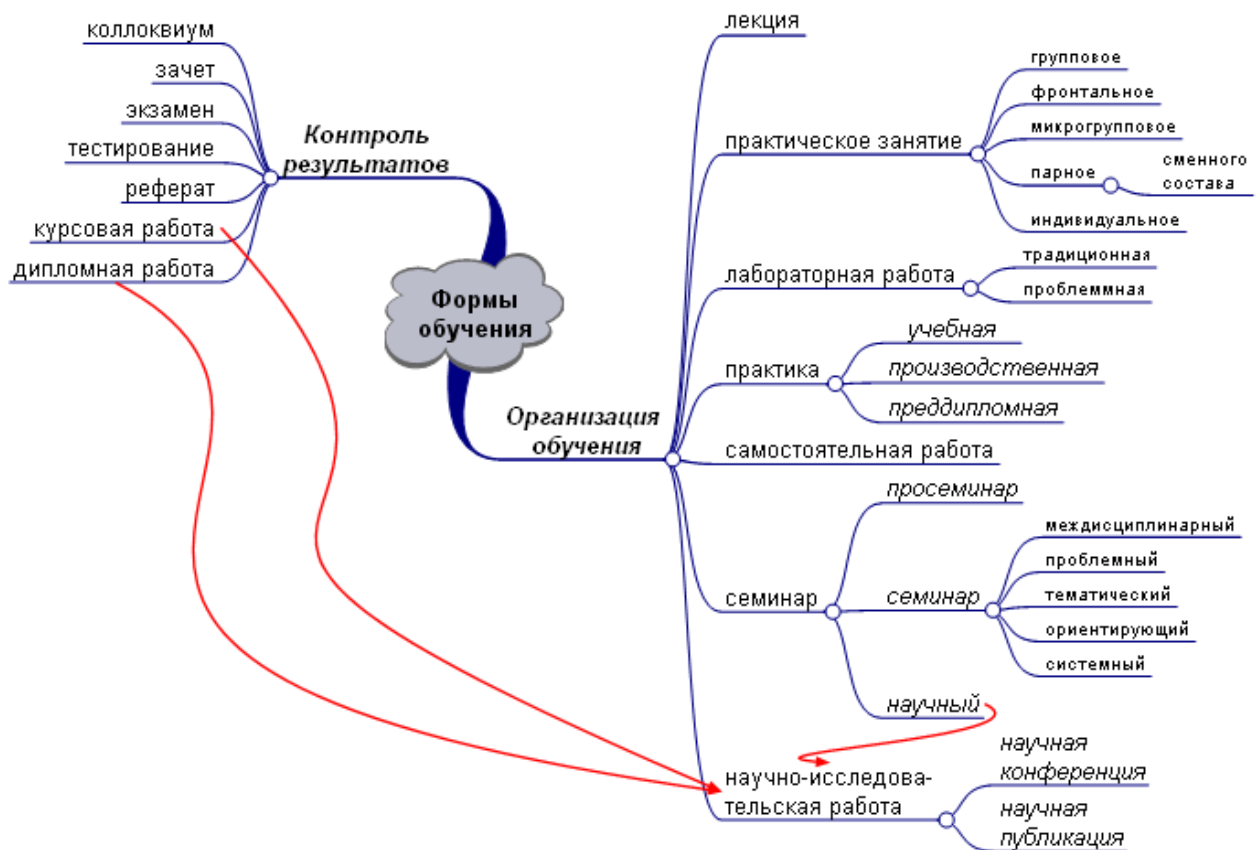 коллоквиум
зачет
экзамен
тестирование
реферат
курсовая работа
дипломная работа
Контроль
результатов
Формы
обучения
Организация
обучения
лекция
практическое занятие
групповое
фронтальное
микрогрупповое
парное
сменного
состава
индивидуальное
лабораторная работа
традиционная
проблеммная
практика
учебная
производственная
преддипломная
самостоятельная работа
семинар
просеминар
семинар
междисциплинарный
проблемный
тематический
ориентирующий
системный
научный
научно-исследова-
тельская работа
научная
конференция
научная
публикация